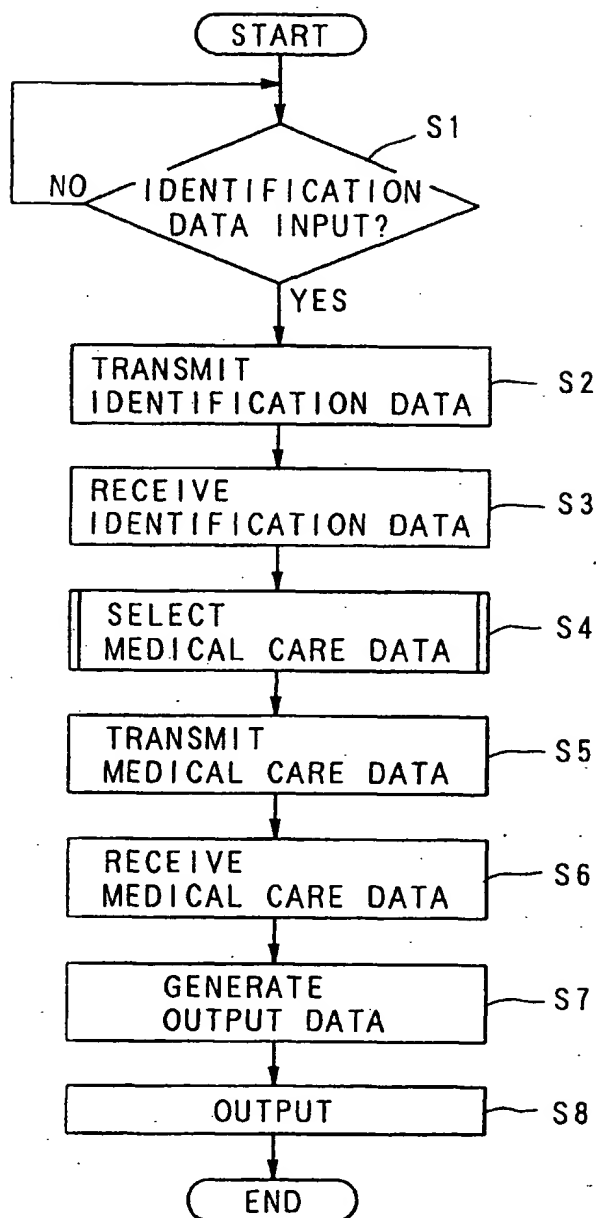 START
S1
IDENTIFICATION
DATA INPUT?
NO
YES
TRANSMIT
IDENTIFICATION DATA
S2
RECEIVE
IDENTIFICATION DATA
S3
SELECT
MEDICAL CARE DATA
S4
TRANSMIT
MEDICAL CARE DATA
S5
RECEIVE
MEDICAL CARE DATA
S6
GENERATE
OUTPUT DATA
S7
OUTPUT
S8
END